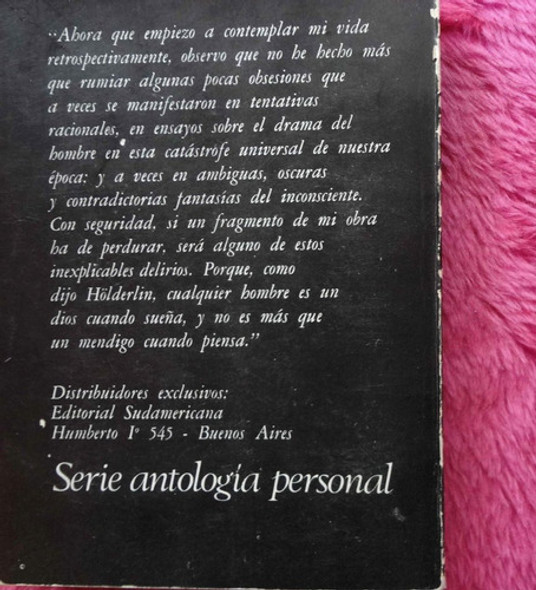 “Ahora que empiezo a contemplar mi vida
retrospectivamente, observo que no he hecho más
que rumiar algunas pocas obsesiones que
a veces se manifestaron en tentativas
racionales, en ensayos sobre el drama del
hombre en esta catástrofe universal de nuestra
época; y a veces en ambiguas, oscuras
y contradictorias fantasías del inconsciente.
Con seguridad, si un fragmento de mi obra
ha de perdurar, será alguno de estos
inexplicables delirios. Porque, como
dijo Hölderlin, cualquier hombre es un
dios cuando sueña, y no es más que
un mendigo cuando piensa.”
Distribuidores exclusivos:
Editorial Sudamericana
Humberto Iº 545 - Buenos Aires
Serie antología personal